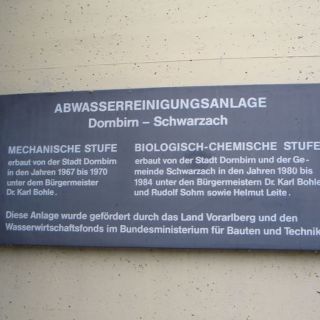 ABWASSERREINIGUNGSANLAGE
Dornbirn – Schwarzach
MECHANISCHE STUFE
erbaut von der Stadt Dornbirn
in den Jahren 1967 bis 1970
unter dem Bürgermeister
Dr. Karl Bohle.
BIOLOGISCH-CHEMISCHE STUFE
erbaut von der Stadt Dornbirn und der Ge-
meinde Schwarzach in den Jahren 1980 bis
1984 unter den Bürgermeistern Dr. Karl Bohle
und Rudolf Sohm sowie Helmut Leite.
Diese Anlage wurde gefördert durch das Land Vorarlberg und den
Wasserwirtschaftsfonds im Bundesministerium für Bauten und Technik